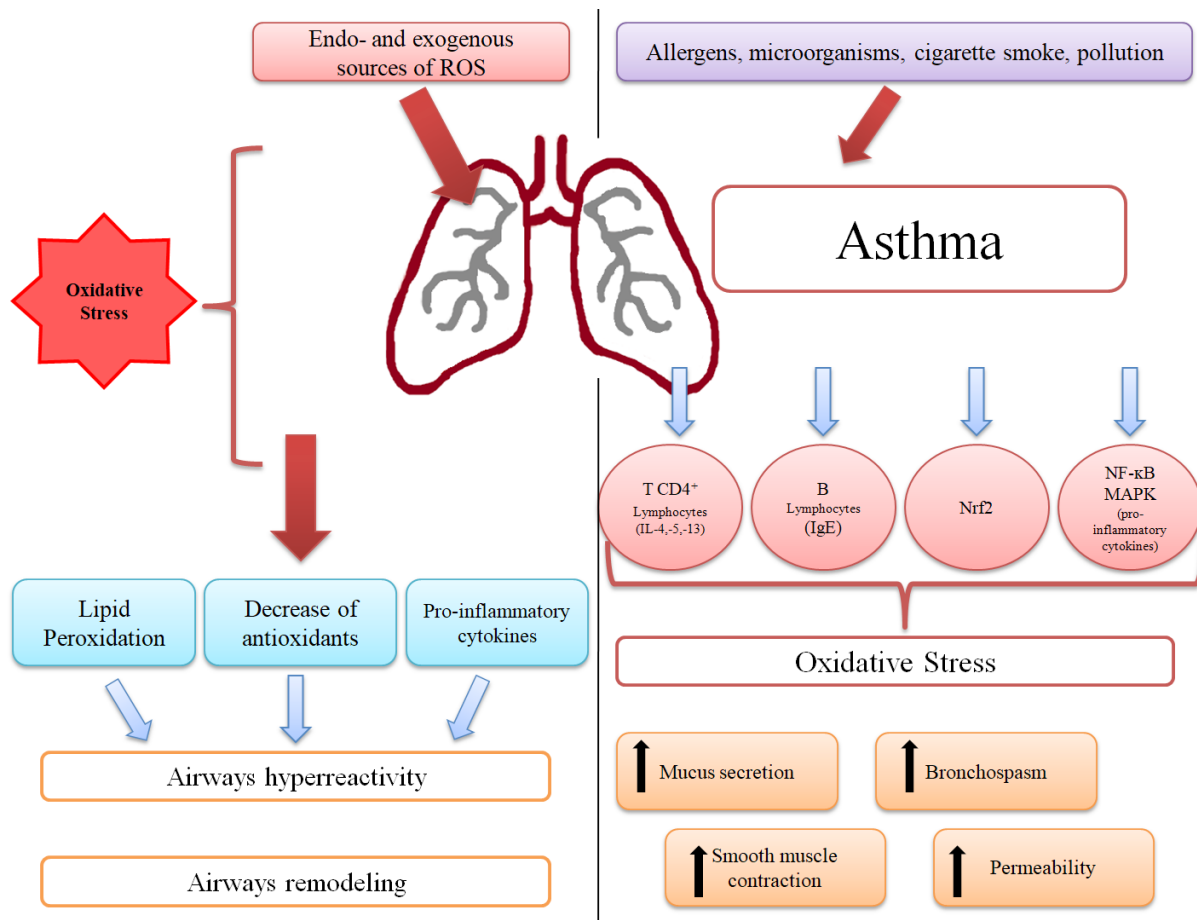 Endo- and exogenous
sources of ROS
Oxidative
Stress
Lipid
Peroxidation
Decrease of
antioxidants
Pro-inflammatory
cytokines
Airways hyperreactivity
Airways remodeling
Allergens, microorganisms, cigarette smoke, pollution
Asthma
T CD4⁺
Lymphocytes
(IL-4,-5,-13)
B
Lymphocytes
(IgE)
Nrf2
NF-κB
MAPK
(pro-
inflammatory
cytokines)
Oxidative Stress
Mucus secretion
Bronchospasm
Smooth muscle
contraction
Permeability